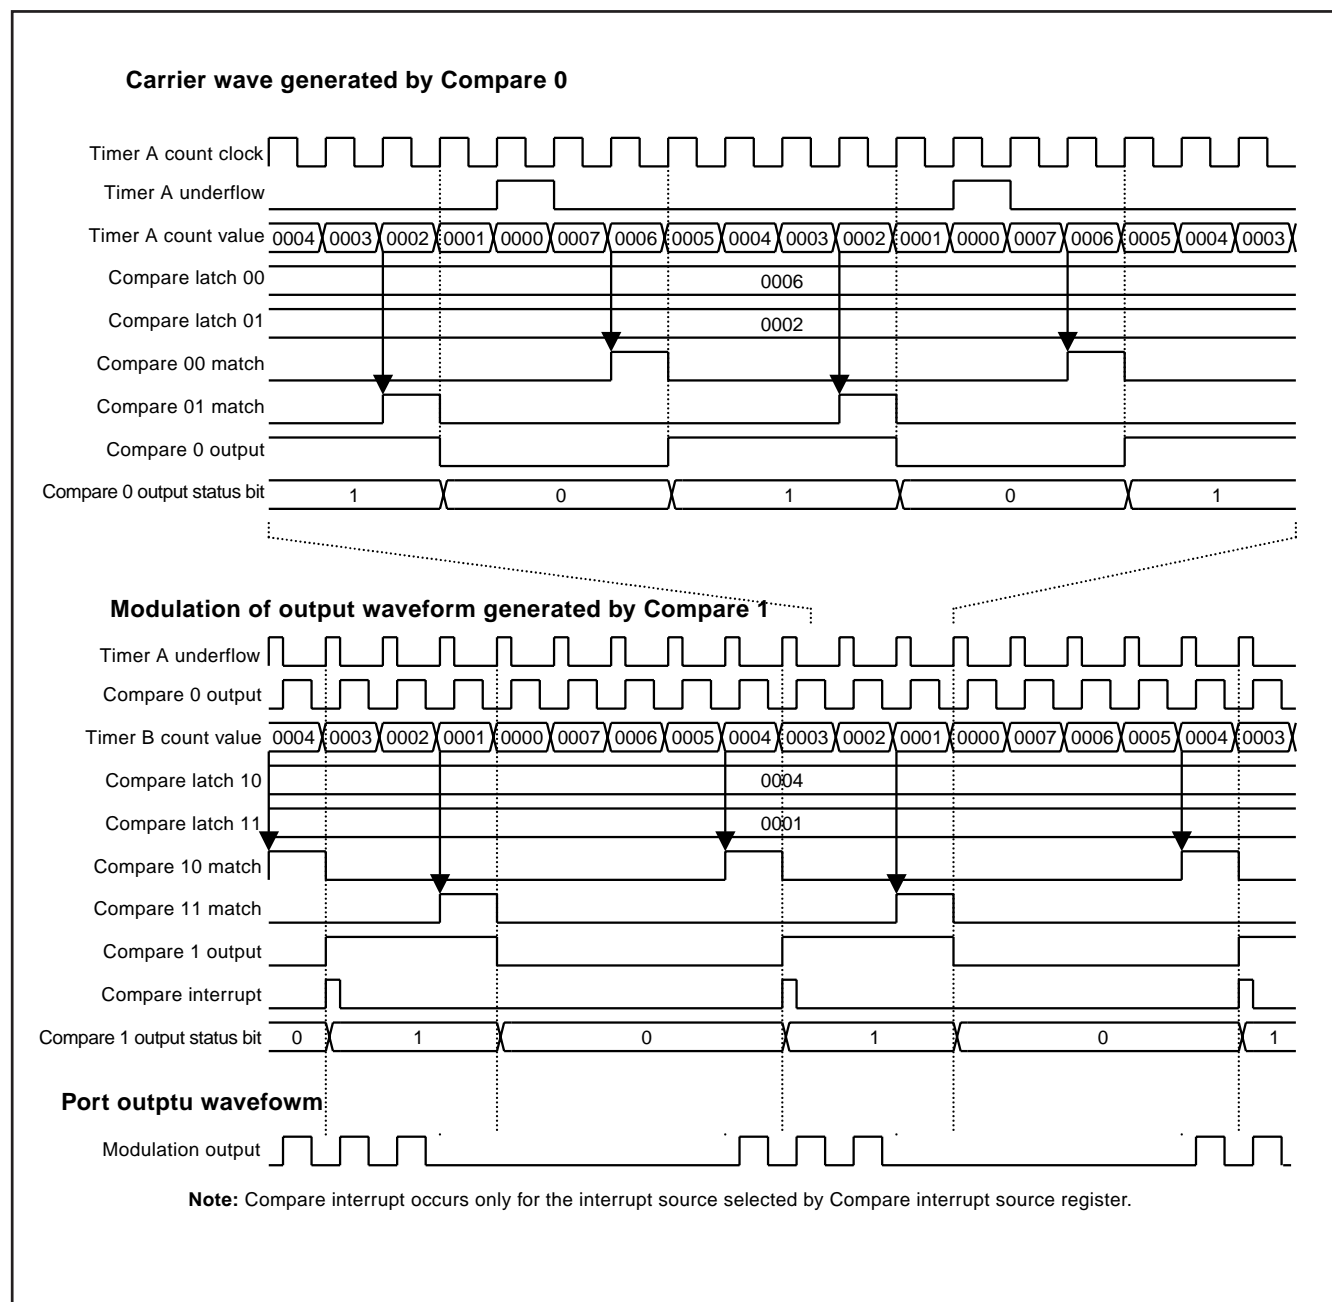 Carrier wave generated by Compare 0
Timer A count clock
Timer A underflow
Timer A count value 0004 0003 0002 0001 0000 0007 0006 0005 0004 0003 0002 0001 0000 0007 0006 0005 0004 0003
Compare latch 00 0006
Compare latch 01 0002
Compare 00 match
Compare 01 match
Compare 0 output
Compare 0 output status bit 1 0 1 0 1
Modulation of output waveform generated by Compare 1
Timer A underflow
Compare 0 output
Timer B count value 0004 0003 0002 0001 0000 0007 0006 0005 0004 0003 0002 0001 0000 0007 0006 0005 0004 0003
Compare latch 10 0004
Compare latch 11 0001
Compare 10 match
Compare 11 match
Compare 1 output
Compare interrupt
Compare 1 output status bit 0 1 0 1 0 1
Port outptu wavefowm
Modulation output
Note: Compare interrupt occurs only for the interrupt source selected by Compare interrupt source register.